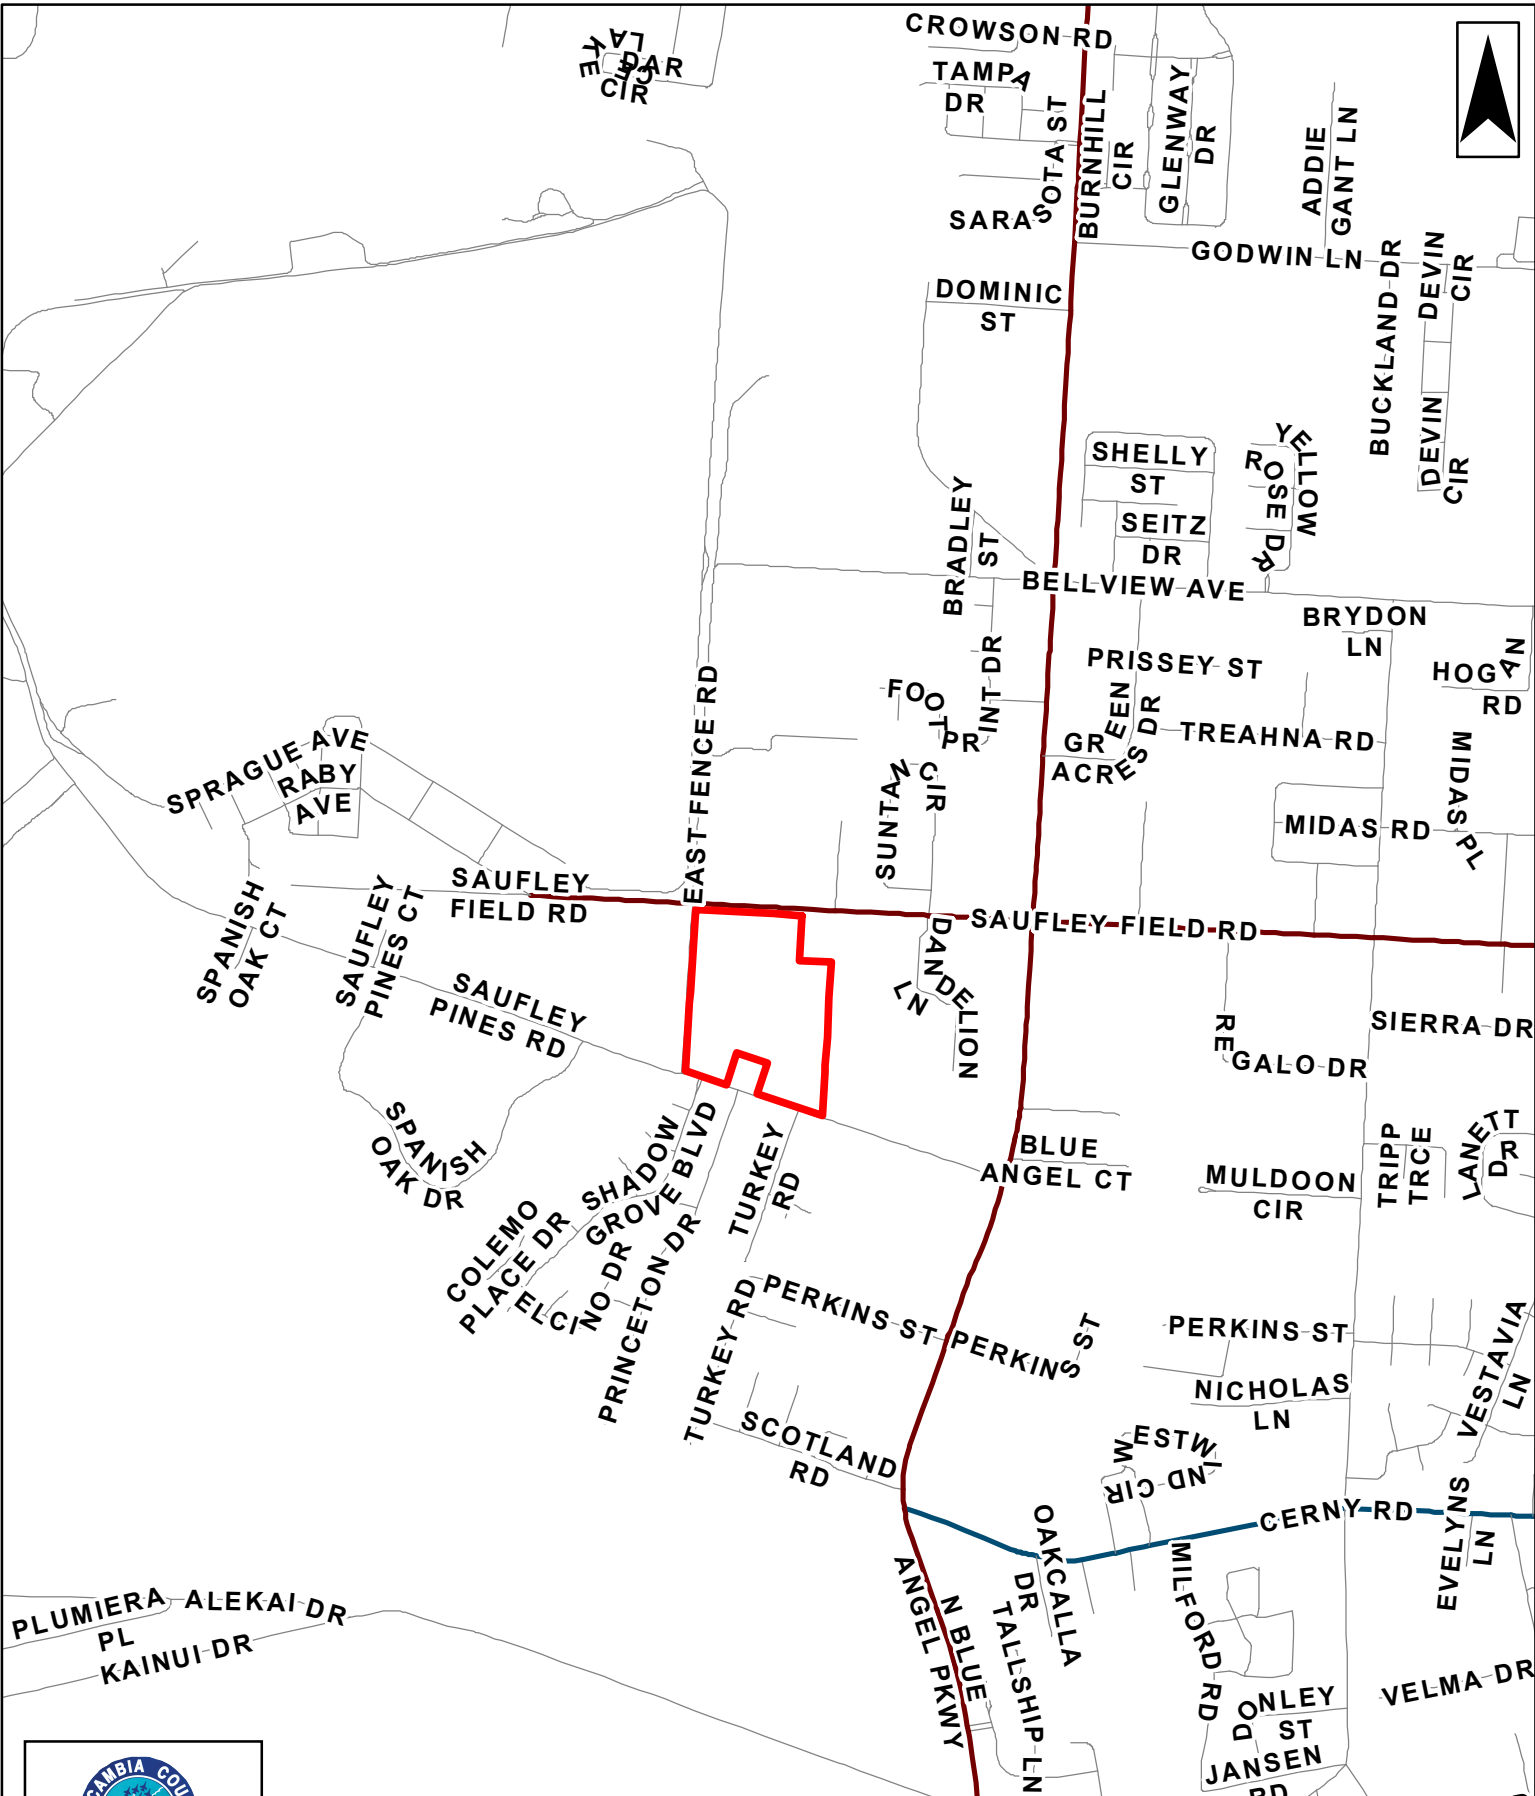 CROWSON RD
LAKE
CEDAR
CIR
TAMPA
DR
SARASOTA ST
BURNHILL
CIR
GLENWAY
DR
ADDIE
GANT LN
GODWIN LN
BUCKLAND DR
DEVIN
CIR
DOMINIC
ST
SHELLY
ST
YELLOW
ROSE DR
DEVIN
CIR
SEITZ
DR
BRADLEY
ST
BELLVIEW AVE
BRYDON
LN
HOGAN
RD
PRISSEY ST
FOOTPRINT DR
GREEN
ACRES DR
TREAHNA RD
MIDAS PL
EAST FENCE RD
SPRAGUE AVE
RABY
AVE
SUNTAN CIR
MIDAS RD
SAUFLEY
FIELD RD
SPANISH
OAK CT
SAUFLEY
PINES CT
SAUFLEY FIELD RD
DANDELION
LN
SAUFLEY
PINES RD
REGALO DR
SIERRA DR
SPANISH
OAK DR
SHADOW
GROVE BLVD
TURKEY
RD
BLUE
ANGEL CT
MULDOON
CIR
TRIPP
TRCE
LANETT
DR
COLEMO
PLACE DR
ELCINO DR
PRINCETON DR
TURKEY RD
PERKINS ST
PERKINS ST
PERKINS ST
VESTAVIA
LN
NICHOLAS
LN
SCOTLAND
RD
WESTWIND CIR
CERNY RD
EVELYNS
LN
OAKCALLA
DR
MILFORD RD
N BLUE
ANGEL PKWY
TALLSHIP LN
PLUMIERA
PL
ALEKAI DR
KAINUI DR
VELMA DR
DONLEY
ST
JANSEN
RD
CAMBIA COU